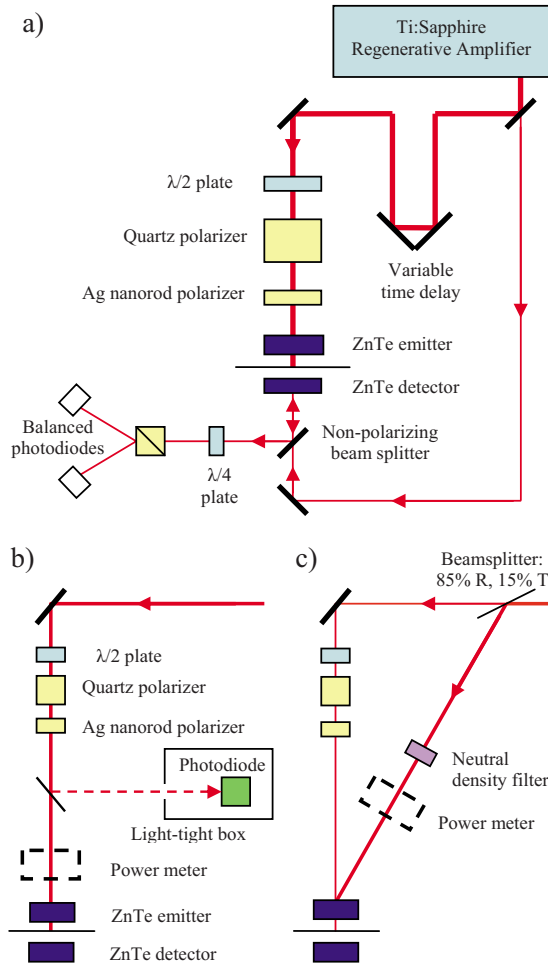 a)
Ti:Sapphire
Regenerative Amplifier
λ/2 plate
Quartz polarizer
Ag nanorod polarizer
Variable
time delay
ZnTe emitter
ZnTe detector
Balanced
photodiodes
λ/4
plate
Non-polarizing
beam splitter
b)
λ/2 plate
Quartz polarizer
Ag nanorod polarizer
Photodiode
Light-tight box
Power meter
ZnTe emitter
ZnTe detector
c)
Beamsplitter:
85% R, 15% T
Neutral
density filter
Power meter